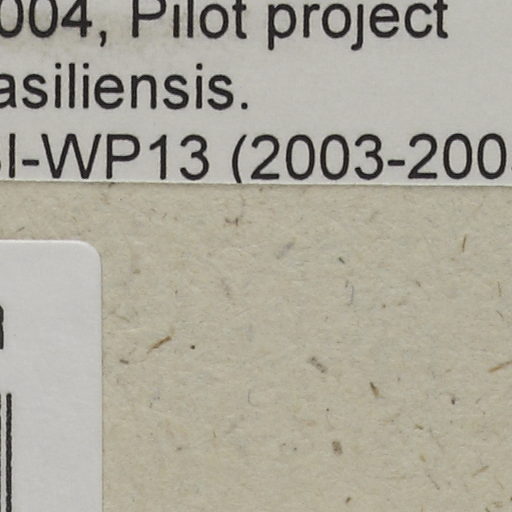 004, Pilot project
asiliensis.
I-WP13 (2003-200